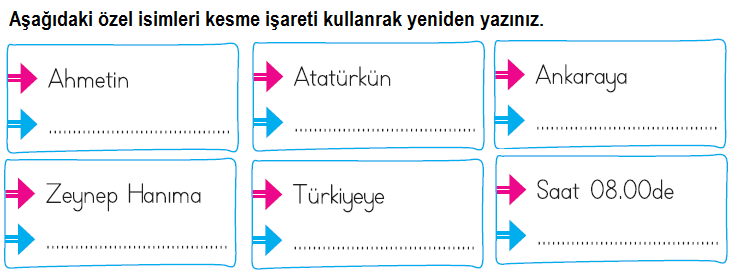 Aşağıdaki özel isimleri kesme işareti kullanrak yeniden yazınız.
Ahmetin
Atatürkün
Ankaraya
Zeynep Hanıma
Türkiyeye
Saat 08.00de